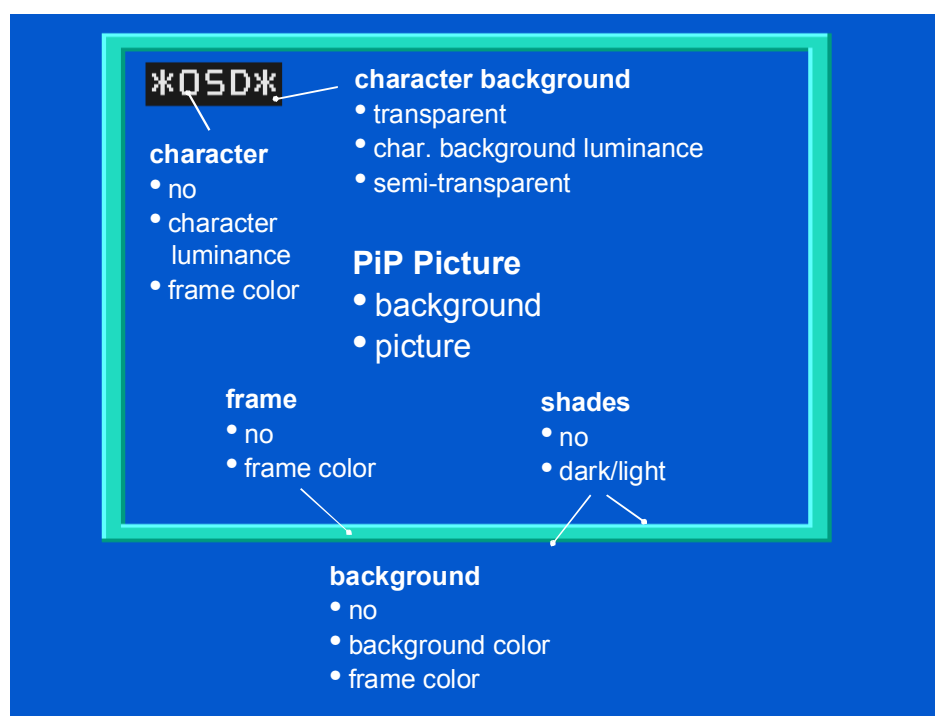 *OSD*
character background
• transparent
• char. background luminance
• semi-transparent
character
• no
• character
luminance
• frame color
PiP Picture
• background
• picture
frame
• no
• frame color
shades
• no
• dark/light
background
• no
• background color
• frame color